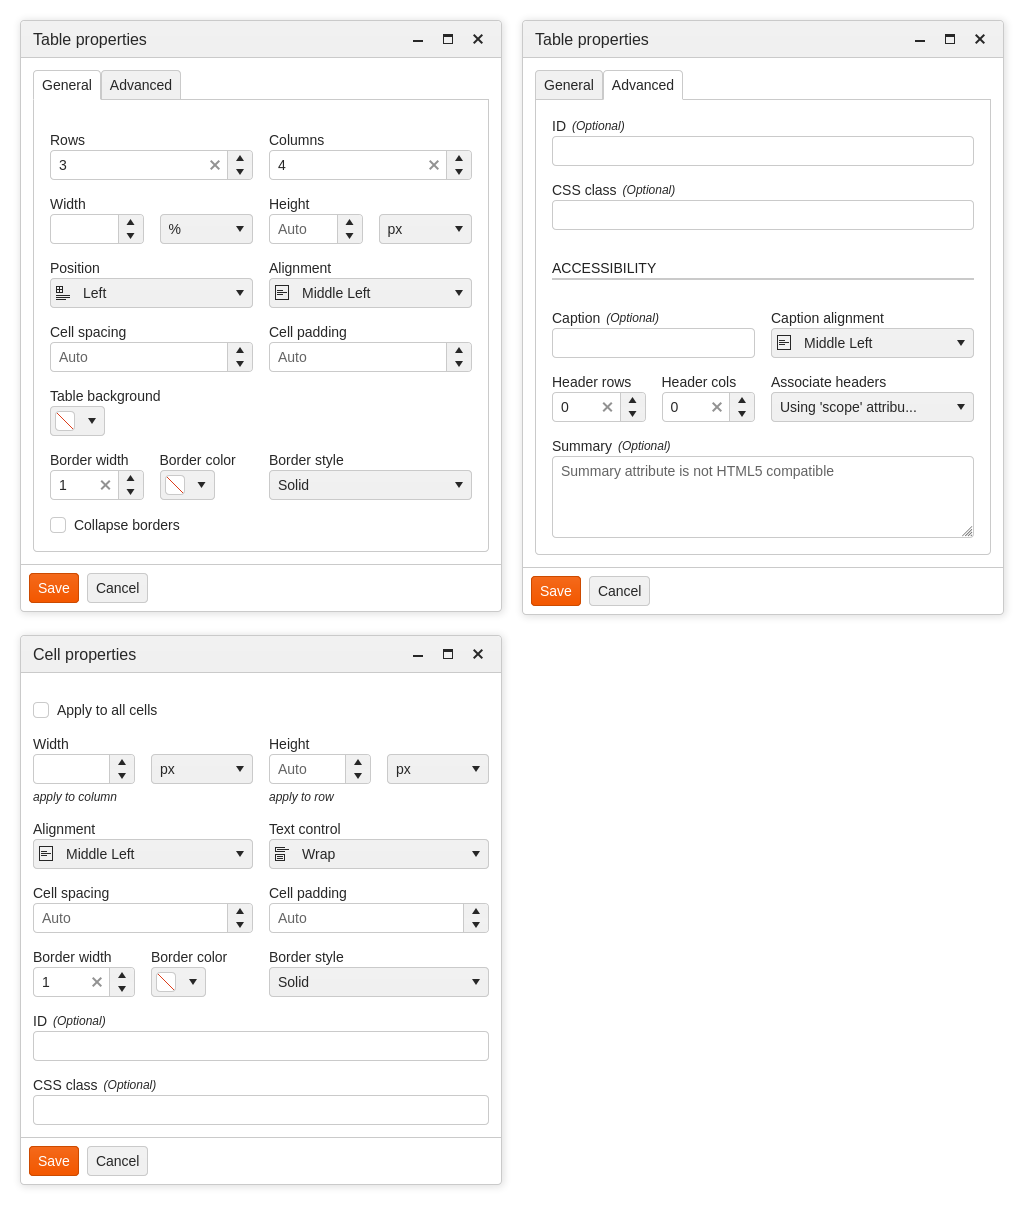 Table properties
General Advanced
Rows Columns
3 4
Width Height
% Auto px
Position Alignment
Left Middle Left
Cell spacing Cell padding
Auto Auto
Table background
Border width Border color Border style
1 Solid
Collapse borders
Save Cancel
Table properties
General Advanced
ID (Optional)
CSS class (Optional)
ACCESSIBILITY
Caption (Optional) Caption alignment
Middle Left
Header rows Header cols Associate headers
0 0 Using 'scope' attribu...
Summary (Optional)
Summary attribute is not HTML5 compatible
Save Cancel
Cell properties
Apply to all cells
Width Height
px Auto px
apply to column apply to row
Alignment Text control
Middle Left Wrap
Cell spacing Cell padding
Auto Auto
Border width Border color Border style
1 Solid
ID (Optional)
CSS class (Optional)
Save Cancel